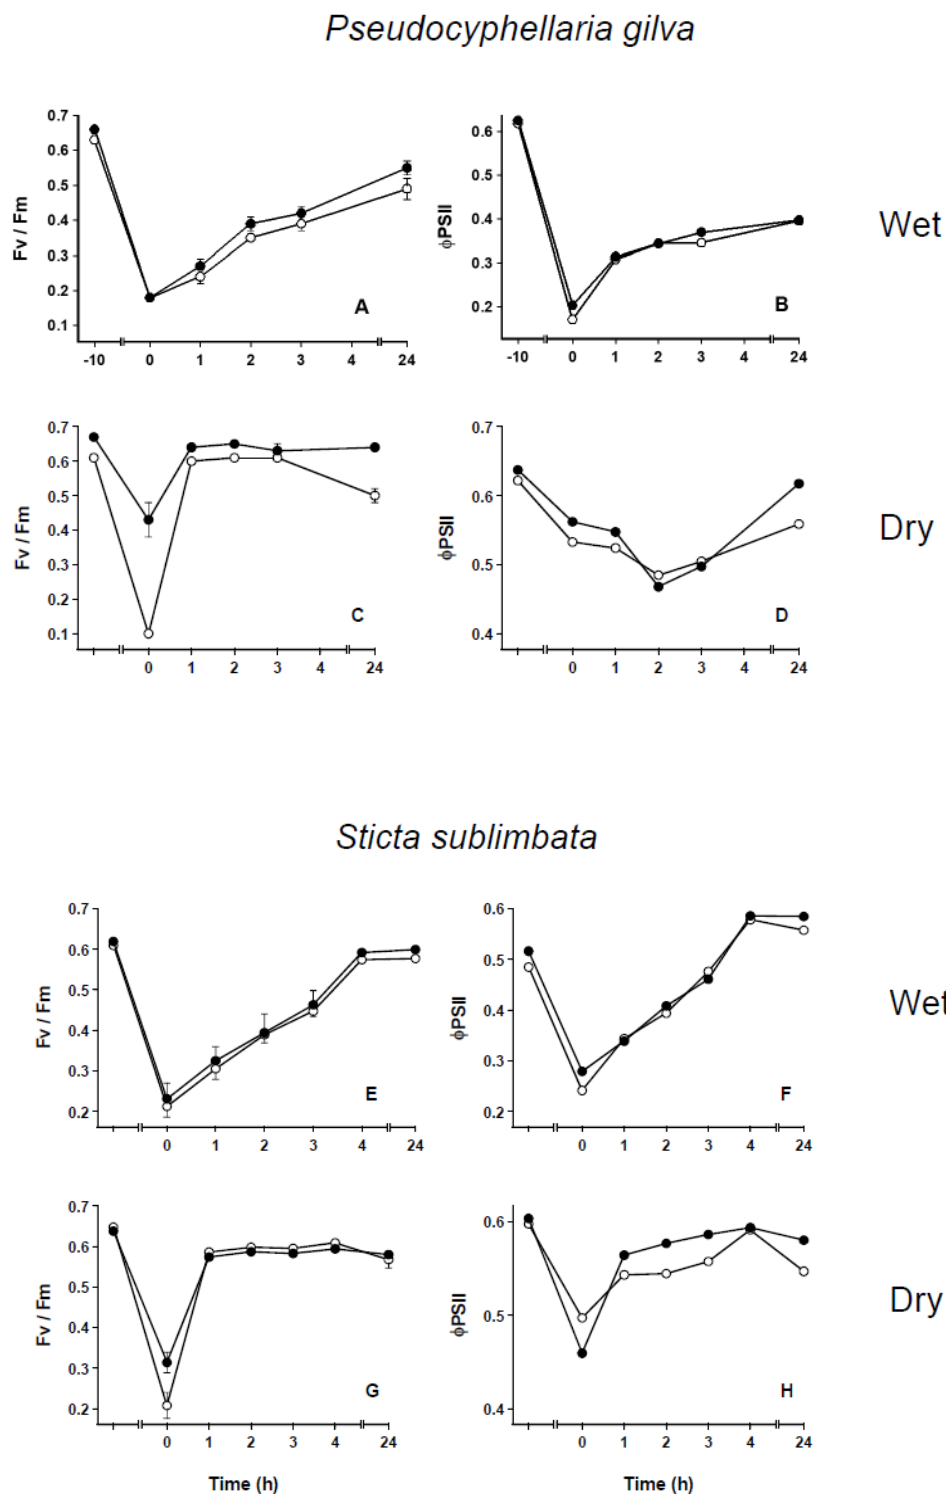 Pseudocyphellaria gilva
0.7
0.6
0.5
0.4
0.3
0.2
0.1
Fv / Fm
A
-10 0 1 2 3 4 24
0.6
0.4
0.3
0.2
ϕPSII
B
-10 0 1 2 3 4 24
Wet
0.7
0.6
0.5
0.4
0.3
0.2
0.1
Fv / Fm
C
0 1 2 3 4 24
0.7
0.6
0.5
0.4
ϕPSII
D
0 1 2 3 4 24
Dry
Sticta sublimbata
0.7
0.6
0.5
0.4
0.3
0.2
Fv / Fm
E
0 1 2 3 4 24
0.6
0.5
0.4
0.3
0.2
ϕPSII
F
0 1 2 3 4 24
Wet
0.7
0.6
0.5
0.4
0.3
0.2
Fv / Fm
G
0 1 2 3 4 24
Time (h)
0.6
0.5
0.4
ϕPSII
H
0 1 2 3 4 24
Time (h)
Dry